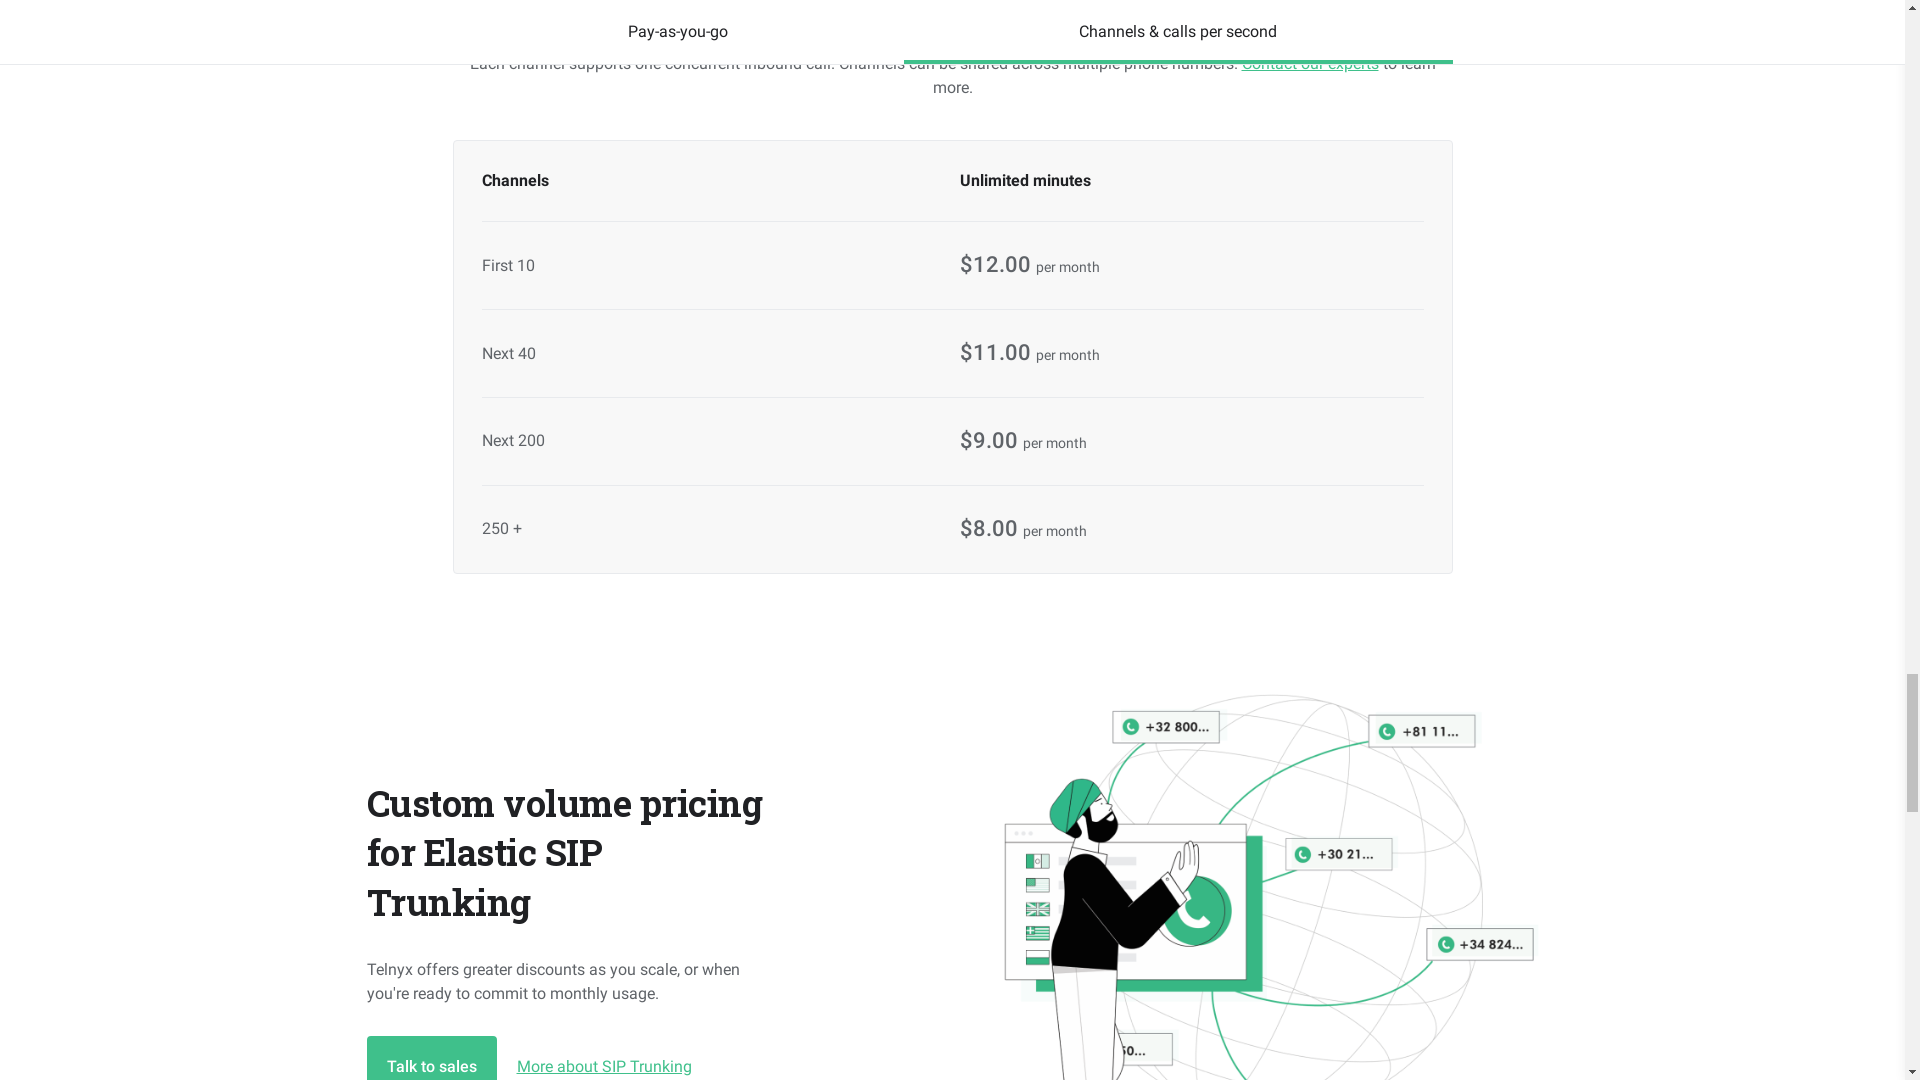 Pay-as-you-go
Channels & calls per second
Each channel supports one concurrent inbound call. Channels can be shared across multiple phone numbers. Contact our experts to learn
more.
Channels Unlimited minutes
First 10 $12.00 per month
Next 40 $11.00 per month
Next 200 $9.00 per month
250 + $8.00 per month
+32 800...
+81 11...
Custom volume pricing
for Elastic SIP
Trunking
+30 21...
+34 824...
Telnyx offers greater discounts as you scale, or when
you're ready to commit to monthly usage.
Talk to sales More about SIP Trunking